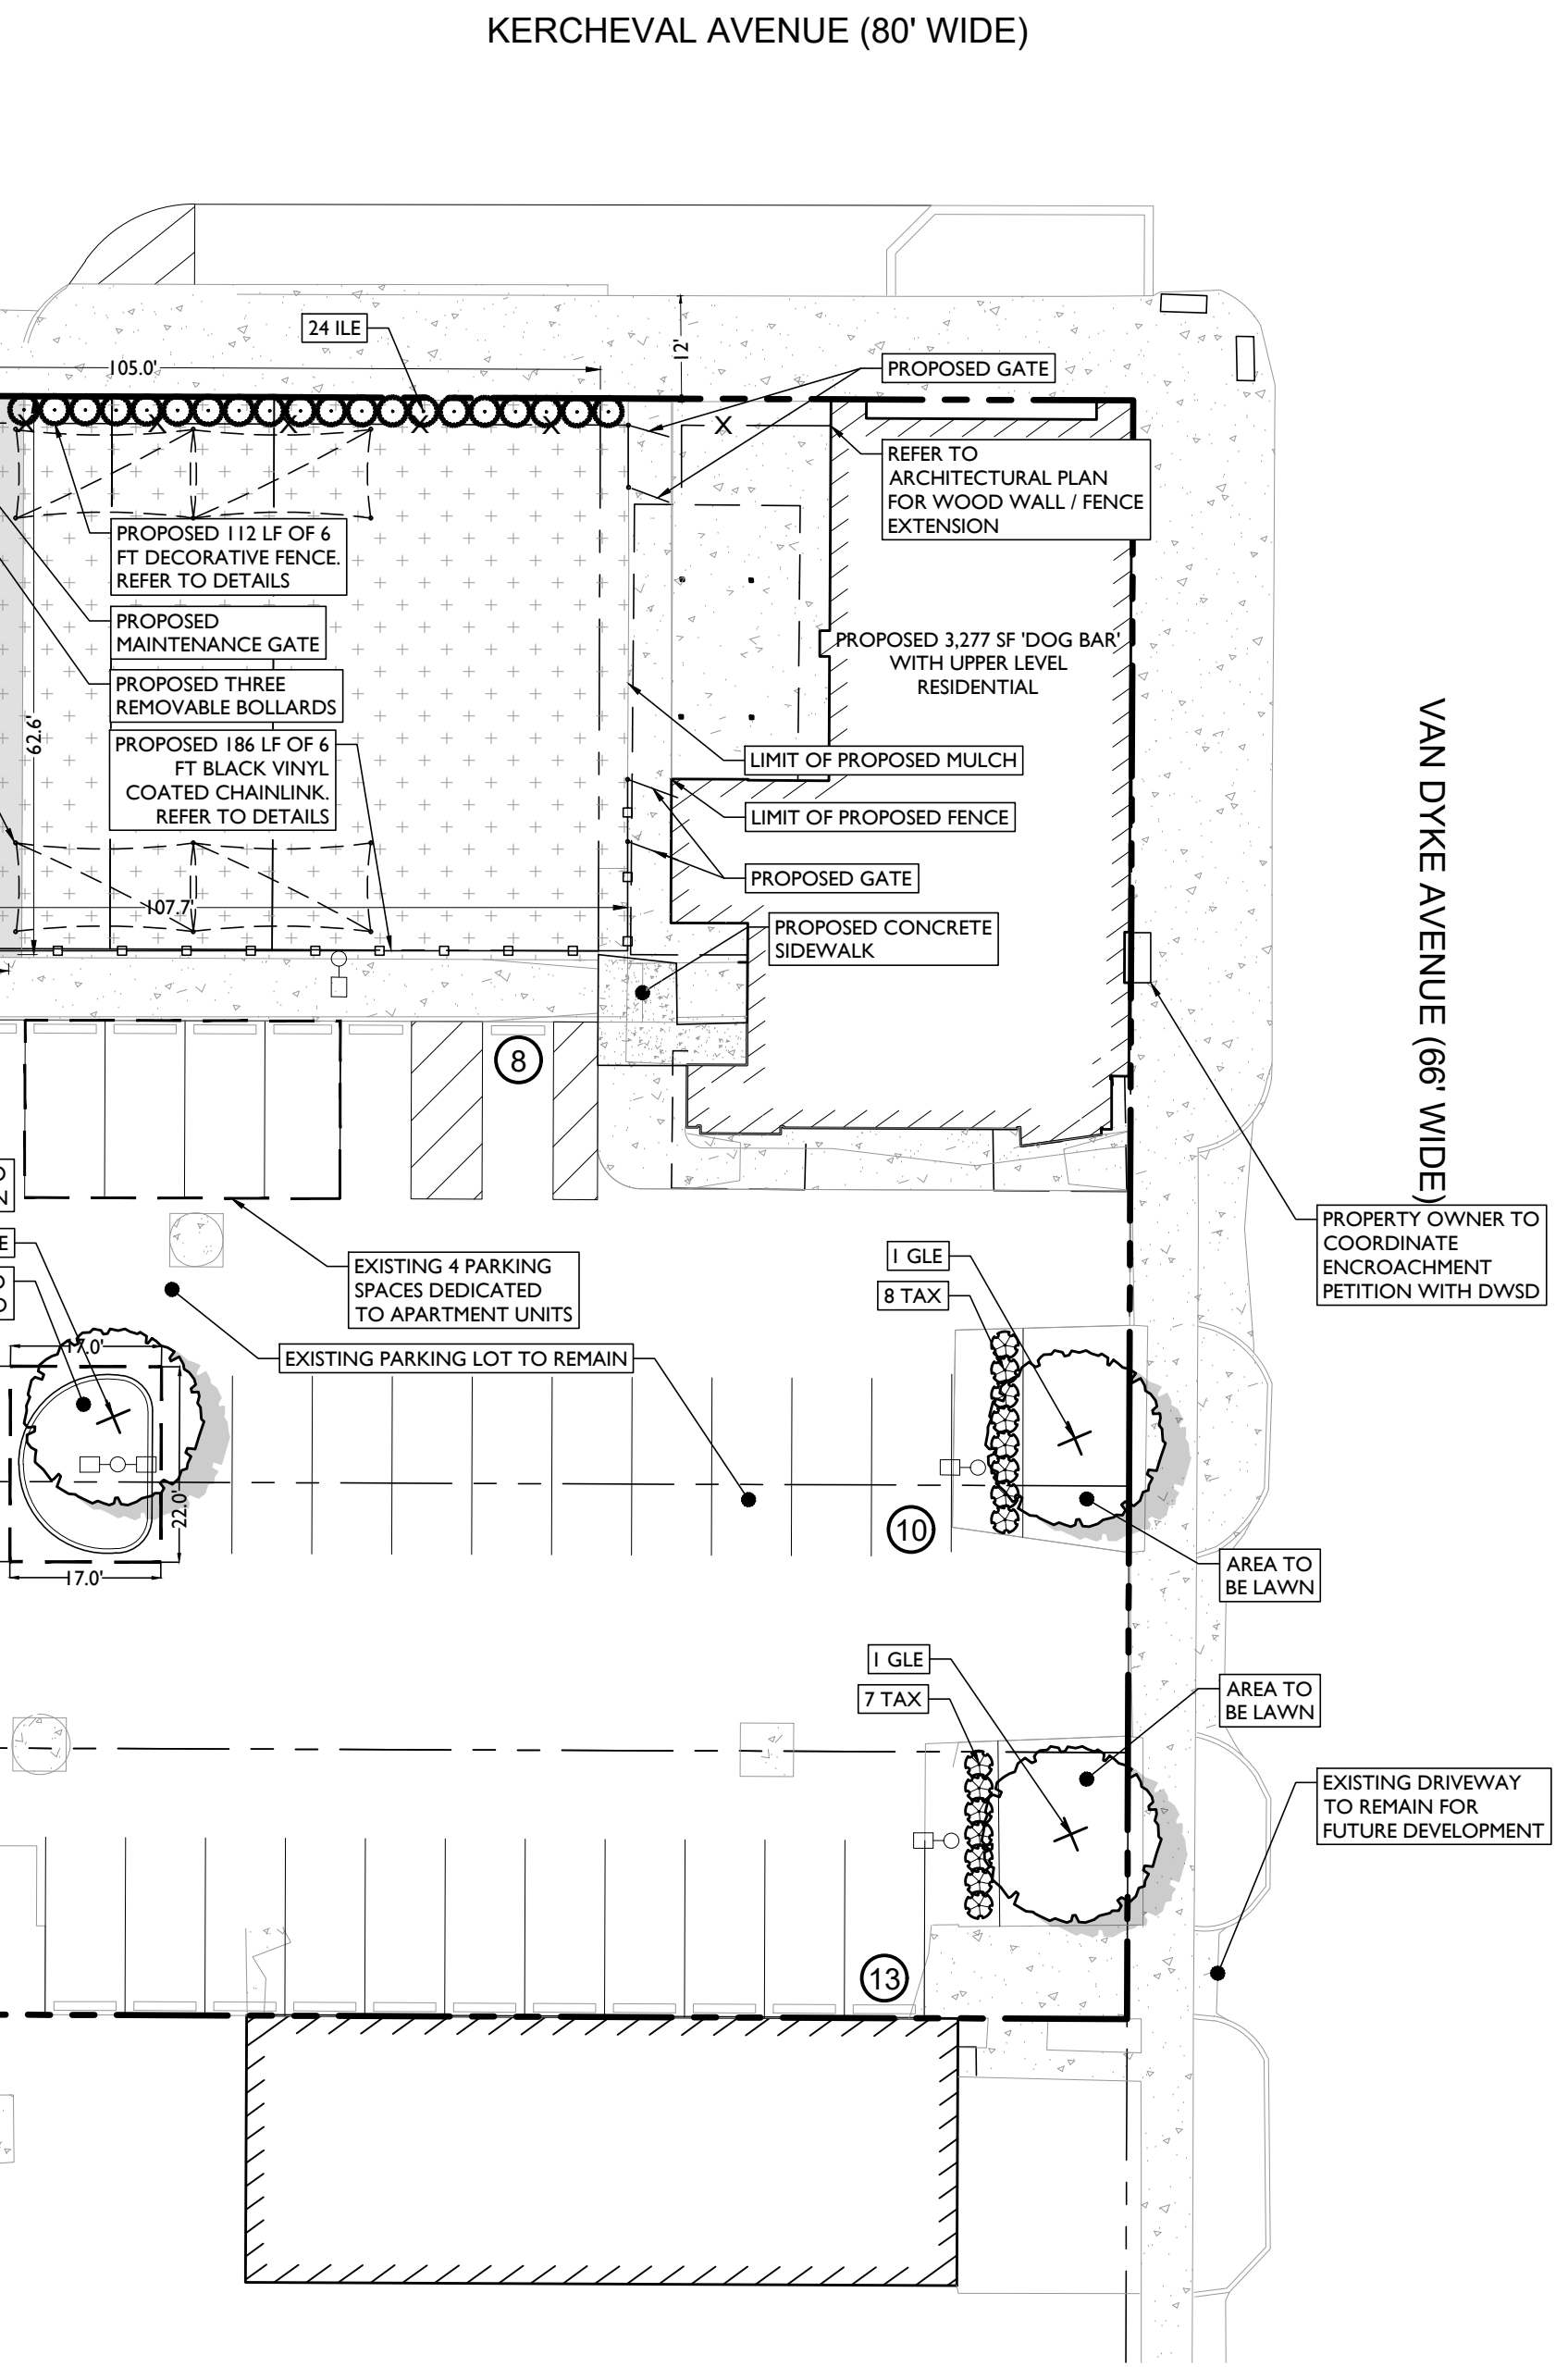 KERCHEVAL AVENUE (80' WIDE)
24 ILE
12'
105.0'
PROPOSED GATE
REFER TO
ARCHITECTURAL PLAN
FOR WOOD WALL / FENCE
EXTENSION
PROPOSED 112 LF OF 6
FT DECORATIVE FENCE.
REFER TO DETAILS
PROPOSED
MAINTENANCE GATE
PROPOSED THREE
REMOVABLE BOLLARDS
PROPOSED 186 LF OF 6
FT BLACK VINYL
COATED CHAINLINK.
REFER TO DETAILS
62.6'
107.7'
PROPOSED 3,277 SF 'DOG BAR'
WITH UPPER LEVEL
RESIDENTIAL
LIMIT OF PROPOSED MULCH
LIMIT OF PROPOSED FENCE
PROPOSED GATE
PROPOSED CONCRETE
SIDEWALK
VAN DYKE AVENUE (66' WIDE)
8
PROPERTY OWNER TO
COORDINATE
ENCROACHMENT
PETITION WITH DWSD
EXISTING 4 PARKING
SPACES DEDICATED
TO APARTMENT UNITS
EXISTING PARKING LOT TO REMAIN
1 GLE
8 TAX
17.0'
22.0'
17.0'
10
AREA TO
BE LAWN
1 GLE
7 TAX
AREA TO
BE LAWN
EXISTING DRIVEWAY
TO REMAIN FOR
FUTURE DEVELOPMENT
13